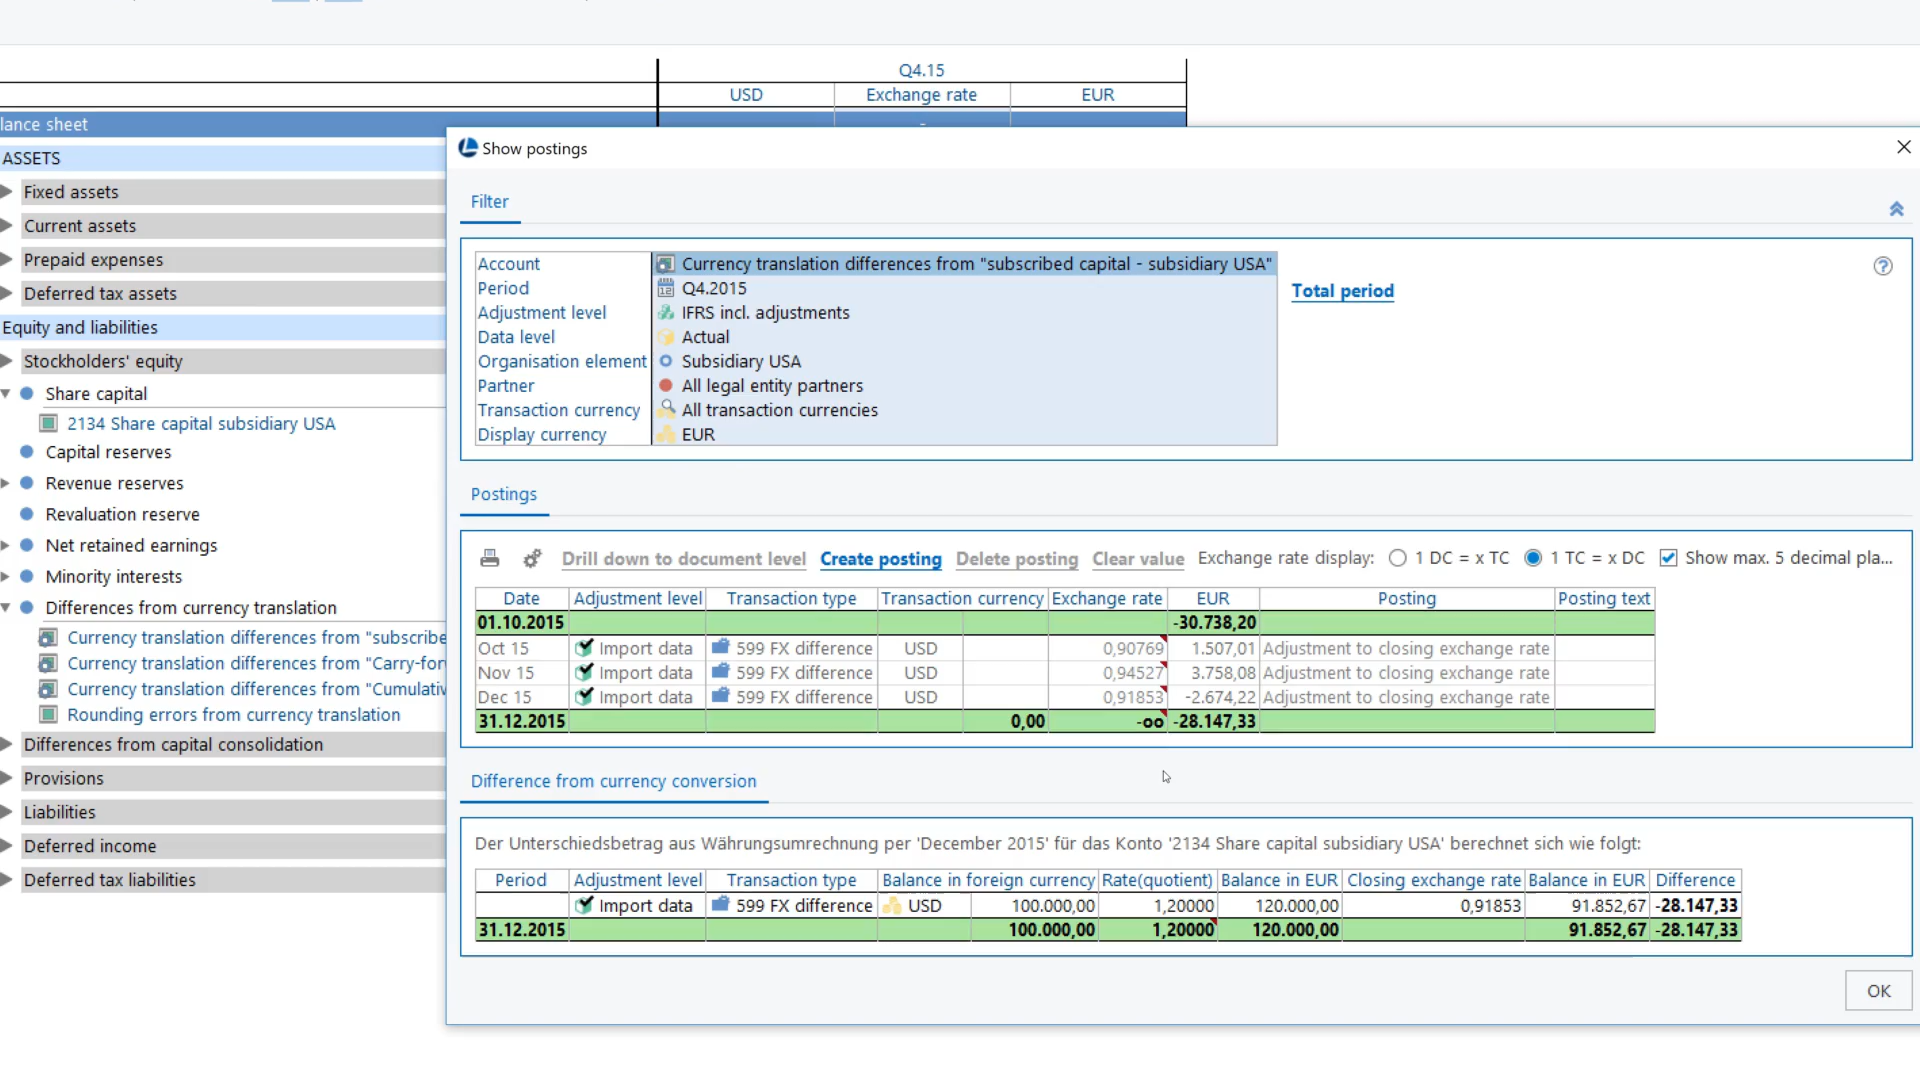 Q4.15
USD Exchange rate EUR
lance sheet -
ASSETS
Fixed assets
Current assets
Prepaid expenses
Deferred tax assets
Equity and liabilities
Stockholders' equity
Share capital
2134 Share capital subsidiary USA
Capital reserves
Revenue reserves
Revaluation reserve
Net retained earnings
Minority interests
Differences from currency translation
Currency translation differences from "subscribe
Currency translation differences from "Carry-for
Currency translation differences from "Cumulativ
Rounding errors from currency translation
Differences from capital consolidation
Provisions
Liabilities
Deferred income
Deferred tax liabilities
Show postings
Filter
Account Currency translation differences from "subscribed capital - subsidiary USA"
Period Q4.2015
Total period
Adjustment level IFRS incl. adjustments
Data level Actual
Organisation element Subsidiary USA
Partner All legal entity partners
Transaction currency All transaction currencies
Display currency EUR
Postings
Drill down to document level Create posting Delete posting Clear value Exchange rate display: 1 DC = x TC 1 TC = x DC Show max. 5 decimal pla...
Date Adjustment level Transaction type Transaction currency Exchange rate EUR Posting Posting text
01.10.2015 -30.738,20
Oct 15 Import data 599 FX difference USD 0,90769 1.507,01 Adjustment to closing exchange rate
Nov 15 Import data 599 FX difference USD 0,94527 3.758,08 Adjustment to closing exchange rate
Dec 15 Import data 599 FX difference USD 0,91853 -2.674,22 Adjustment to closing exchange rate
31.12.2015 0,00 -oo -28.147,33
Difference from currency conversion
Der Unterschiedsbetrag aus Währungsumrechnung per 'December 2015' für das Konto '2134 Share capital subsidiary USA' berechnet sich wie folgt:
Period Adjustment level Transaction type Balance in foreign currency Rate(quotient) Balance in EUR Closing exchange rate Balance in EUR Difference
Import data 599 FX difference USD 100.000,00 1,20000 120.000,00 0,91853 91.852,67 -28.147,33
31.12.2015 100.000,00 1,20000 120.000,00 91.852,67 -28.147,33
OK